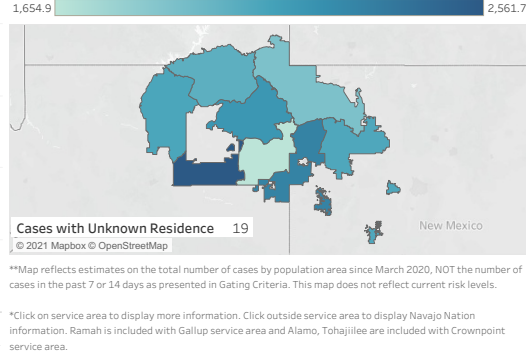 1,654.9 2,561.7
New Mexico
Cases with Unknown Residence 19
© 2021 Mapbox © OpenStreetMap
**Map reflects estimates on the total number of cases by population area since March 2020, NOT the number of
cases in the past 7 or 14 days as presented in Gating Criteria. This map does not reflect current risk levels.
*Click on service area to display more information. Click outside service area to display Navajo Nation
information. Ramah is included with Gallup service area and Alamo, Tohajiilee are included with Crownpoint
service area.